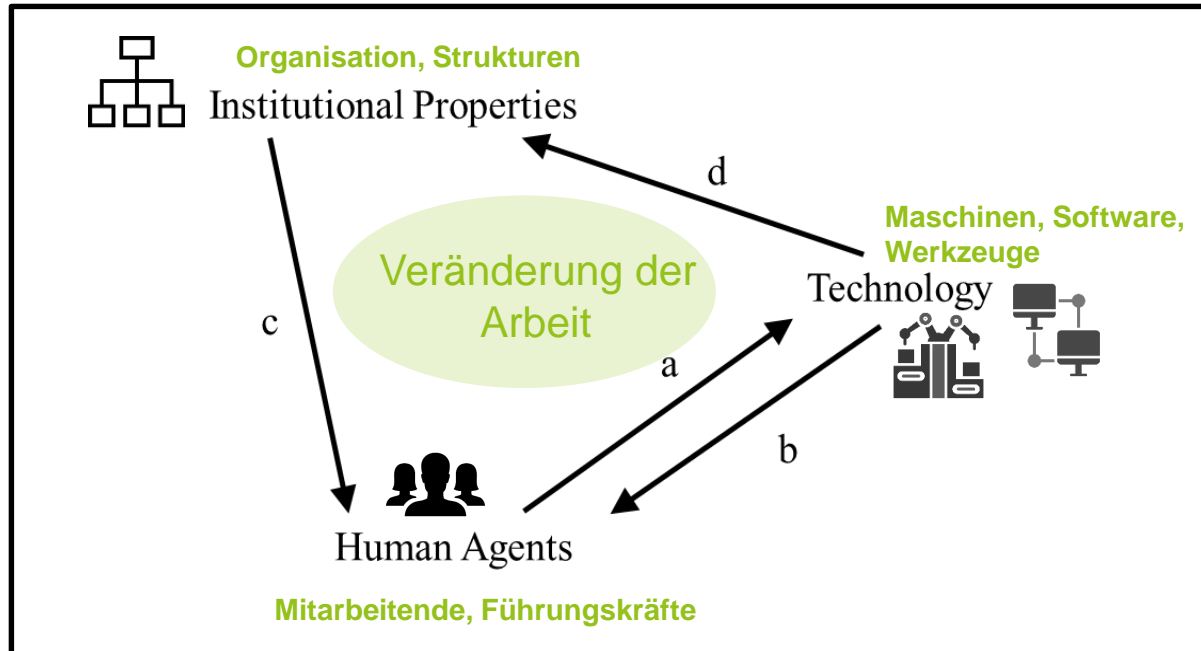 Organisation, Strukturen
Institutional Properties
d
Maschinen, Software,
Werkzeuge
Technology
Veränderung der
Arbeit
c
a
b
Human Agents
Mitarbeitende, Führungskräfte